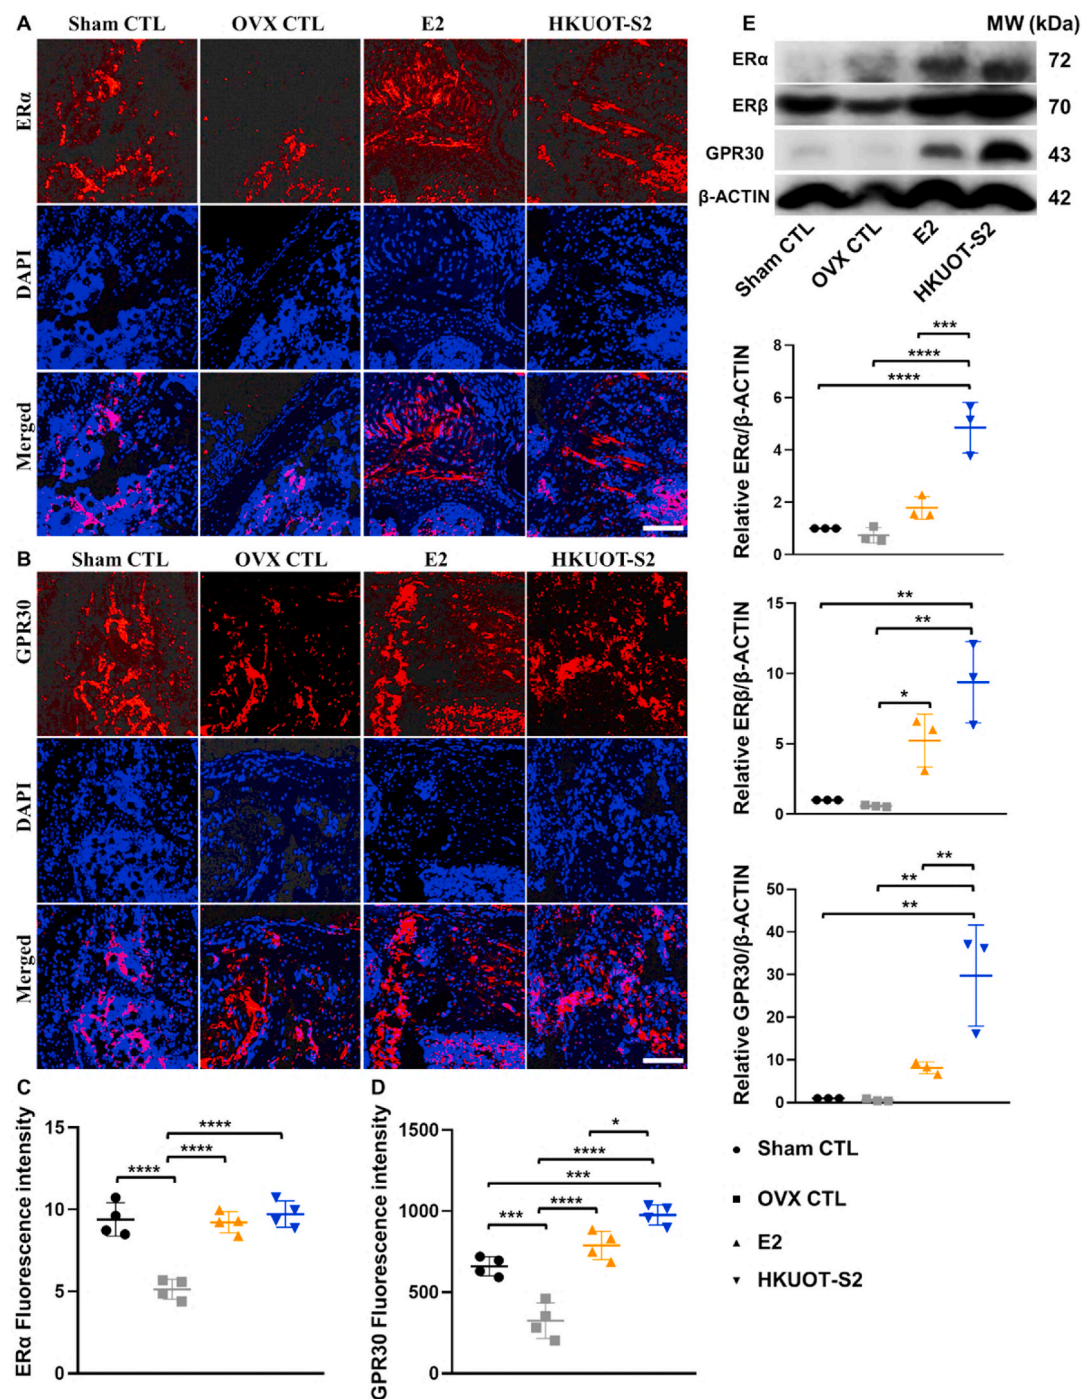 A Sham CTL OVX CTL E2 HKUOT-S2
ERα
DAPI
Merged
B Sham CTL OVX CTL E2 HKUOT-S2
GPR30
DAPI
Merged
C
ERα Fluorescence intensity
15
10
5
0
****
****
****
D
GPR30 Fluorescence intensity
1500
1000
500
0
*
****
***
***
****
E MW (kDa)
ERα 72
ERβ 70
GPR30 43
β-ACTIN 42
Sham CTL
OVX CTL
E2
HKUOT-S2
Relative ERα/β-ACTIN
8
6
4
2
0
***
****
****
Relative ERβ/β-ACTIN
15
10
5
0
**
**
*
Relative GPR30/β-ACTIN
50
40
30
20
10
0
**
**
**
Sham CTL
OVX CTL
E2
HKUOT-S2